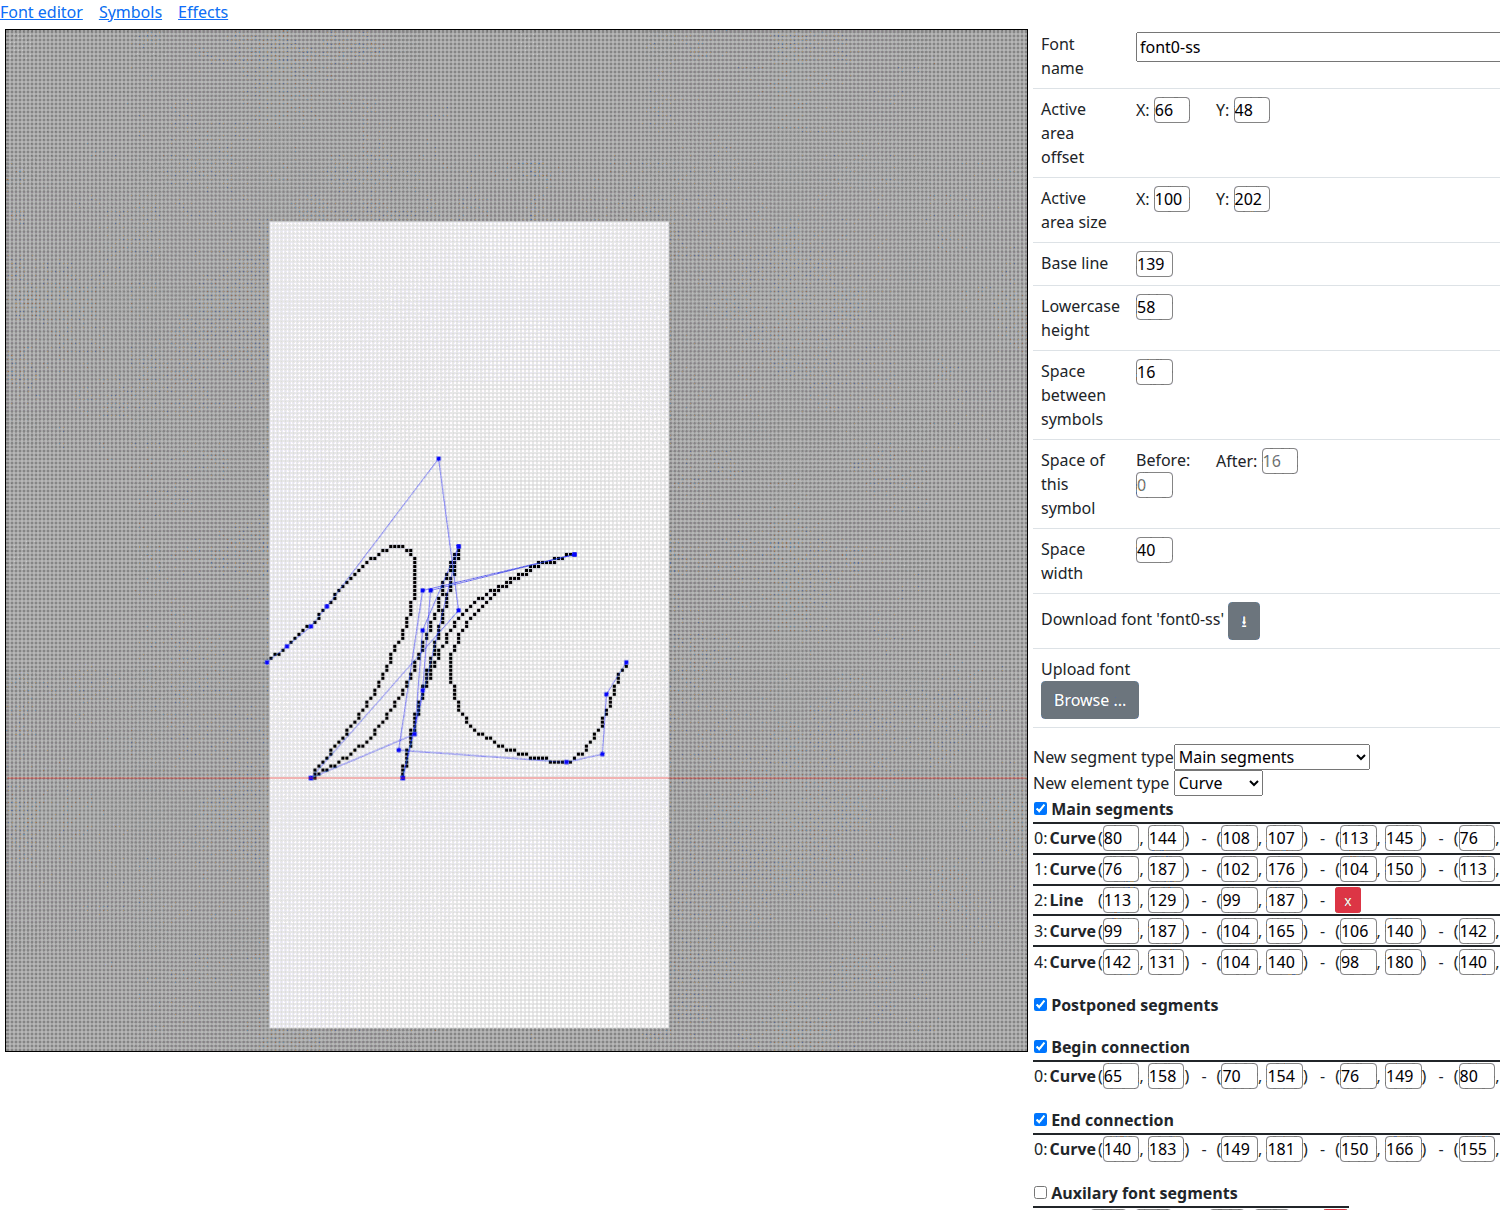 Font editor Symbols Effects
Font name font0-ss
Active area offset X: 66 Y: 48
Active area size X: 100 Y: 202
Base line 139
Lowercase height 58
Space between symbols 16
Space of this symbol Before: 0 After: 16
Space width 40
Download font 'font0-ss'
Upload font
Browse ...
New segment type Main segments
New element type Curve
Main segments
0: Curve (80 , 144 ) - (108 , 107 ) - (113 , 145 ) - (76 ,
1: Curve (76 , 187 ) - (102 , 176 ) - (104 , 150 ) - (113 ,
2: Line (113 , 129 ) - (99 , 187 ) - x
3: Curve (99 , 187 ) - (104 , 165 ) - (106 , 140 ) - (142 ,
4: Curve (142 , 131 ) - (104 , 140 ) - (98 , 180 ) - (140 ,
Postponed segments
Begin connection
0: Curve (65 , 158 ) - (70 , 154 ) - (76 , 149 ) - (80 ,
End connection
0: Curve (140 , 183 ) - (149 , 181 ) - (150 , 166 ) - (155 ,
Auxilary font segments